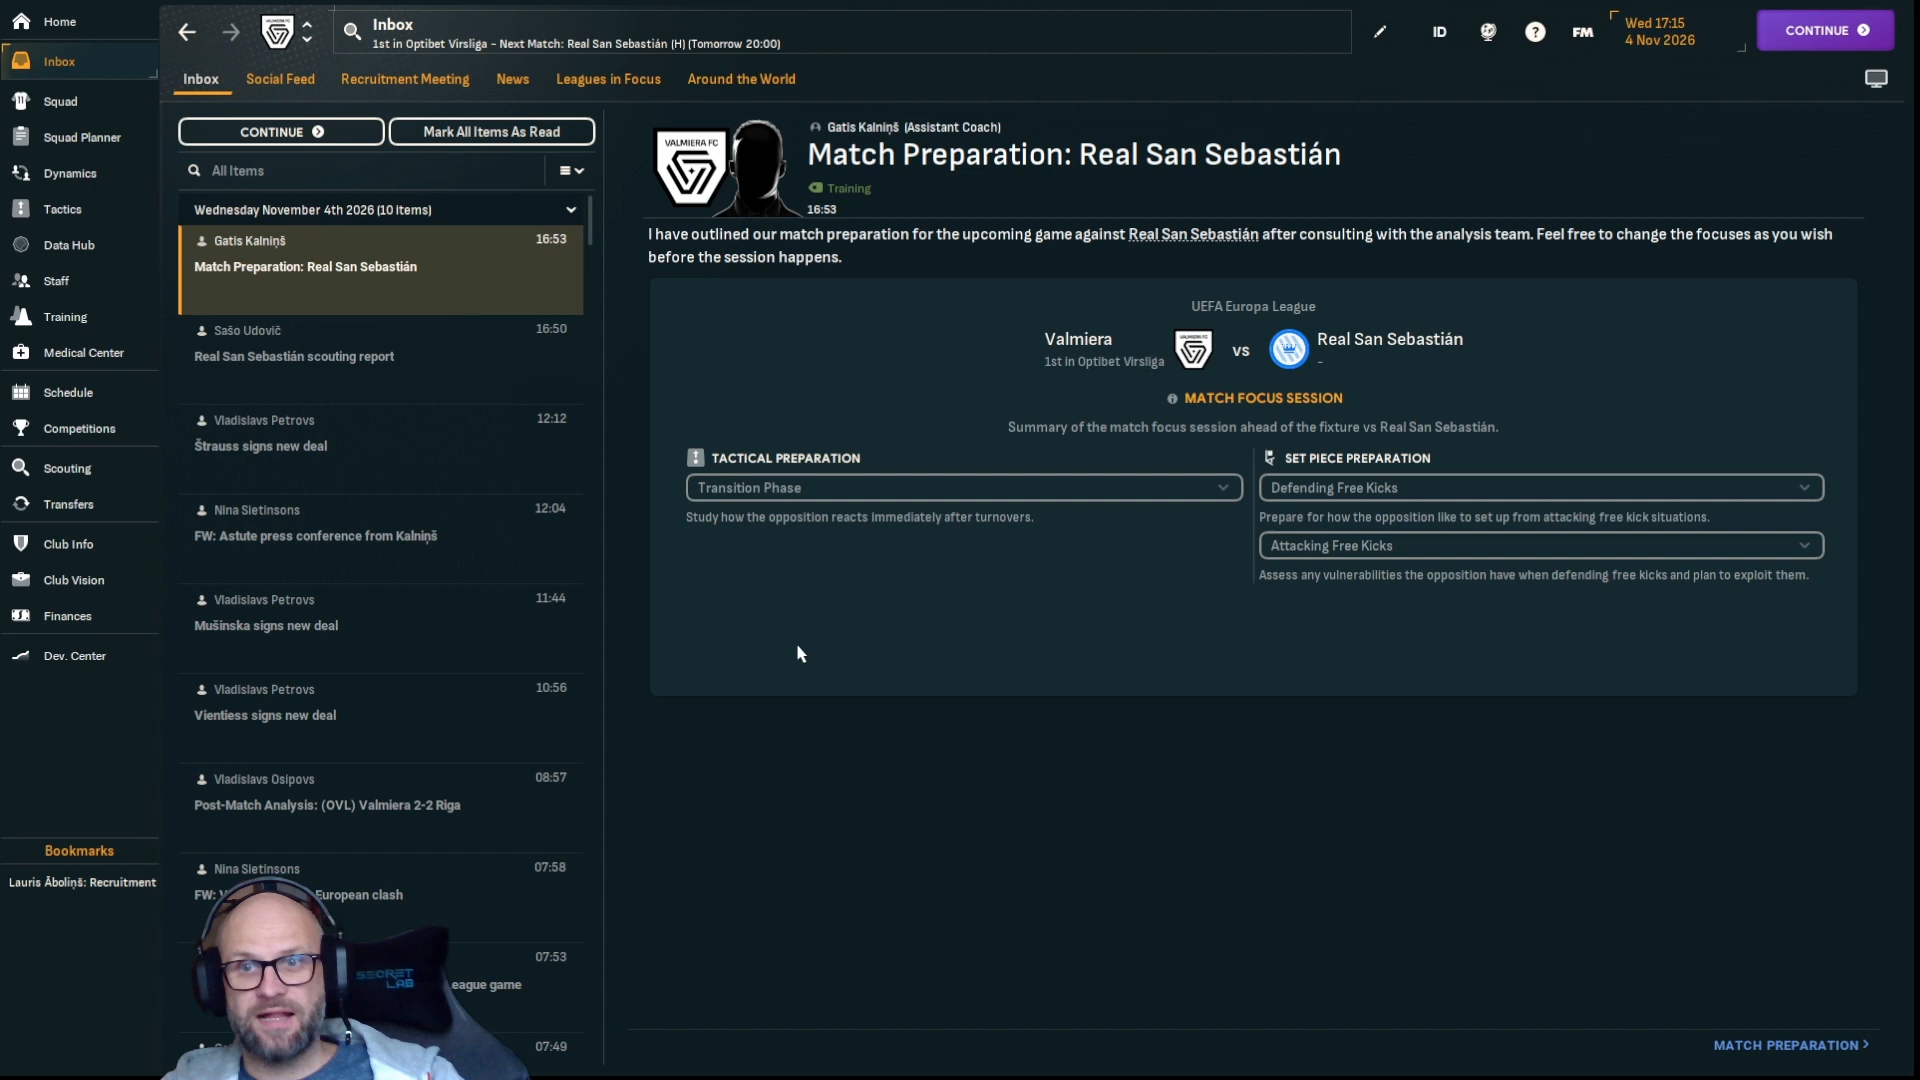 Home
Inbox
Squad
Squad Planner
Dynamics
Tactics
Data Hub
Staff
Training
Medical Center
Schedule
Competitions
Scouting
Transfers
Club Info
Club Vision
Finances
Dev. Center
Bookmarks
Lauris Āboliņš: Recruitment
VALMIERA FC
Inbox
1st in Optibet Virsliga - Next Match: Real San Sebastián (H) (Tomorrow 20:00)
ID
?
FM
Wed 17:15
4 Nov 2026
CONTINUE
Inbox Social Feed Recruitment Meeting News Leagues in Focus Around the World
CONTINUE Mark All Items As Read
All Items
Wednesday November 4th 2026 (10 items)
Gatis Kalniņš 16:53
Match Preparation: Real San Sebastián
Sašo Udovič 16:50
Real San Sebastián scouting report
Vladislavs Petrovs 12:12
Štrauss signs new deal
Nina Sietinsons 12:04
FW: Astute press conference from Kalniņš
Vladislavs Petrovs 11:44
Mušinska signs new deal
Vladislavs Petrovs 10:56
Vientiess signs new deal
Vladislavs Osipovs 08:57
Post-Match Analysis: (OVL) Valmiera 2-2 Riga
Nina Sietinsons 07:58
FW: European clash
07:53
eague game
07:49
SECRET
LAB
VALMIERA FC
Gatis Kalniņš (Assistant Coach)
Match Preparation: Real San Sebastián
Training
16:53
I have outlined our match preparation for the upcoming game against Real San Sebastián after consulting with the analysis team. Feel free to change the focuses as you wish
before the session happens.
UEFA Europa League
Valmiera
1st in Optibet Virsliga
VALMIERA FC
VS
Real San Sebastián
-
MATCH FOCUS SESSION
Summary of the match focus session ahead of the fixture vs Real San Sebastián.
TACTICAL PREPARATION
Transition Phase
Study how the opposition reacts immediately after turnovers.
SET PIECE PREPARATION
Defending Free Kicks
Prepare for how the opposition like to set up from attacking free kick situations.
Attacking Free Kicks
Assess any vulnerabilities the opposition have when defending free kicks and plan to exploit them.
MATCH PREPARATION >